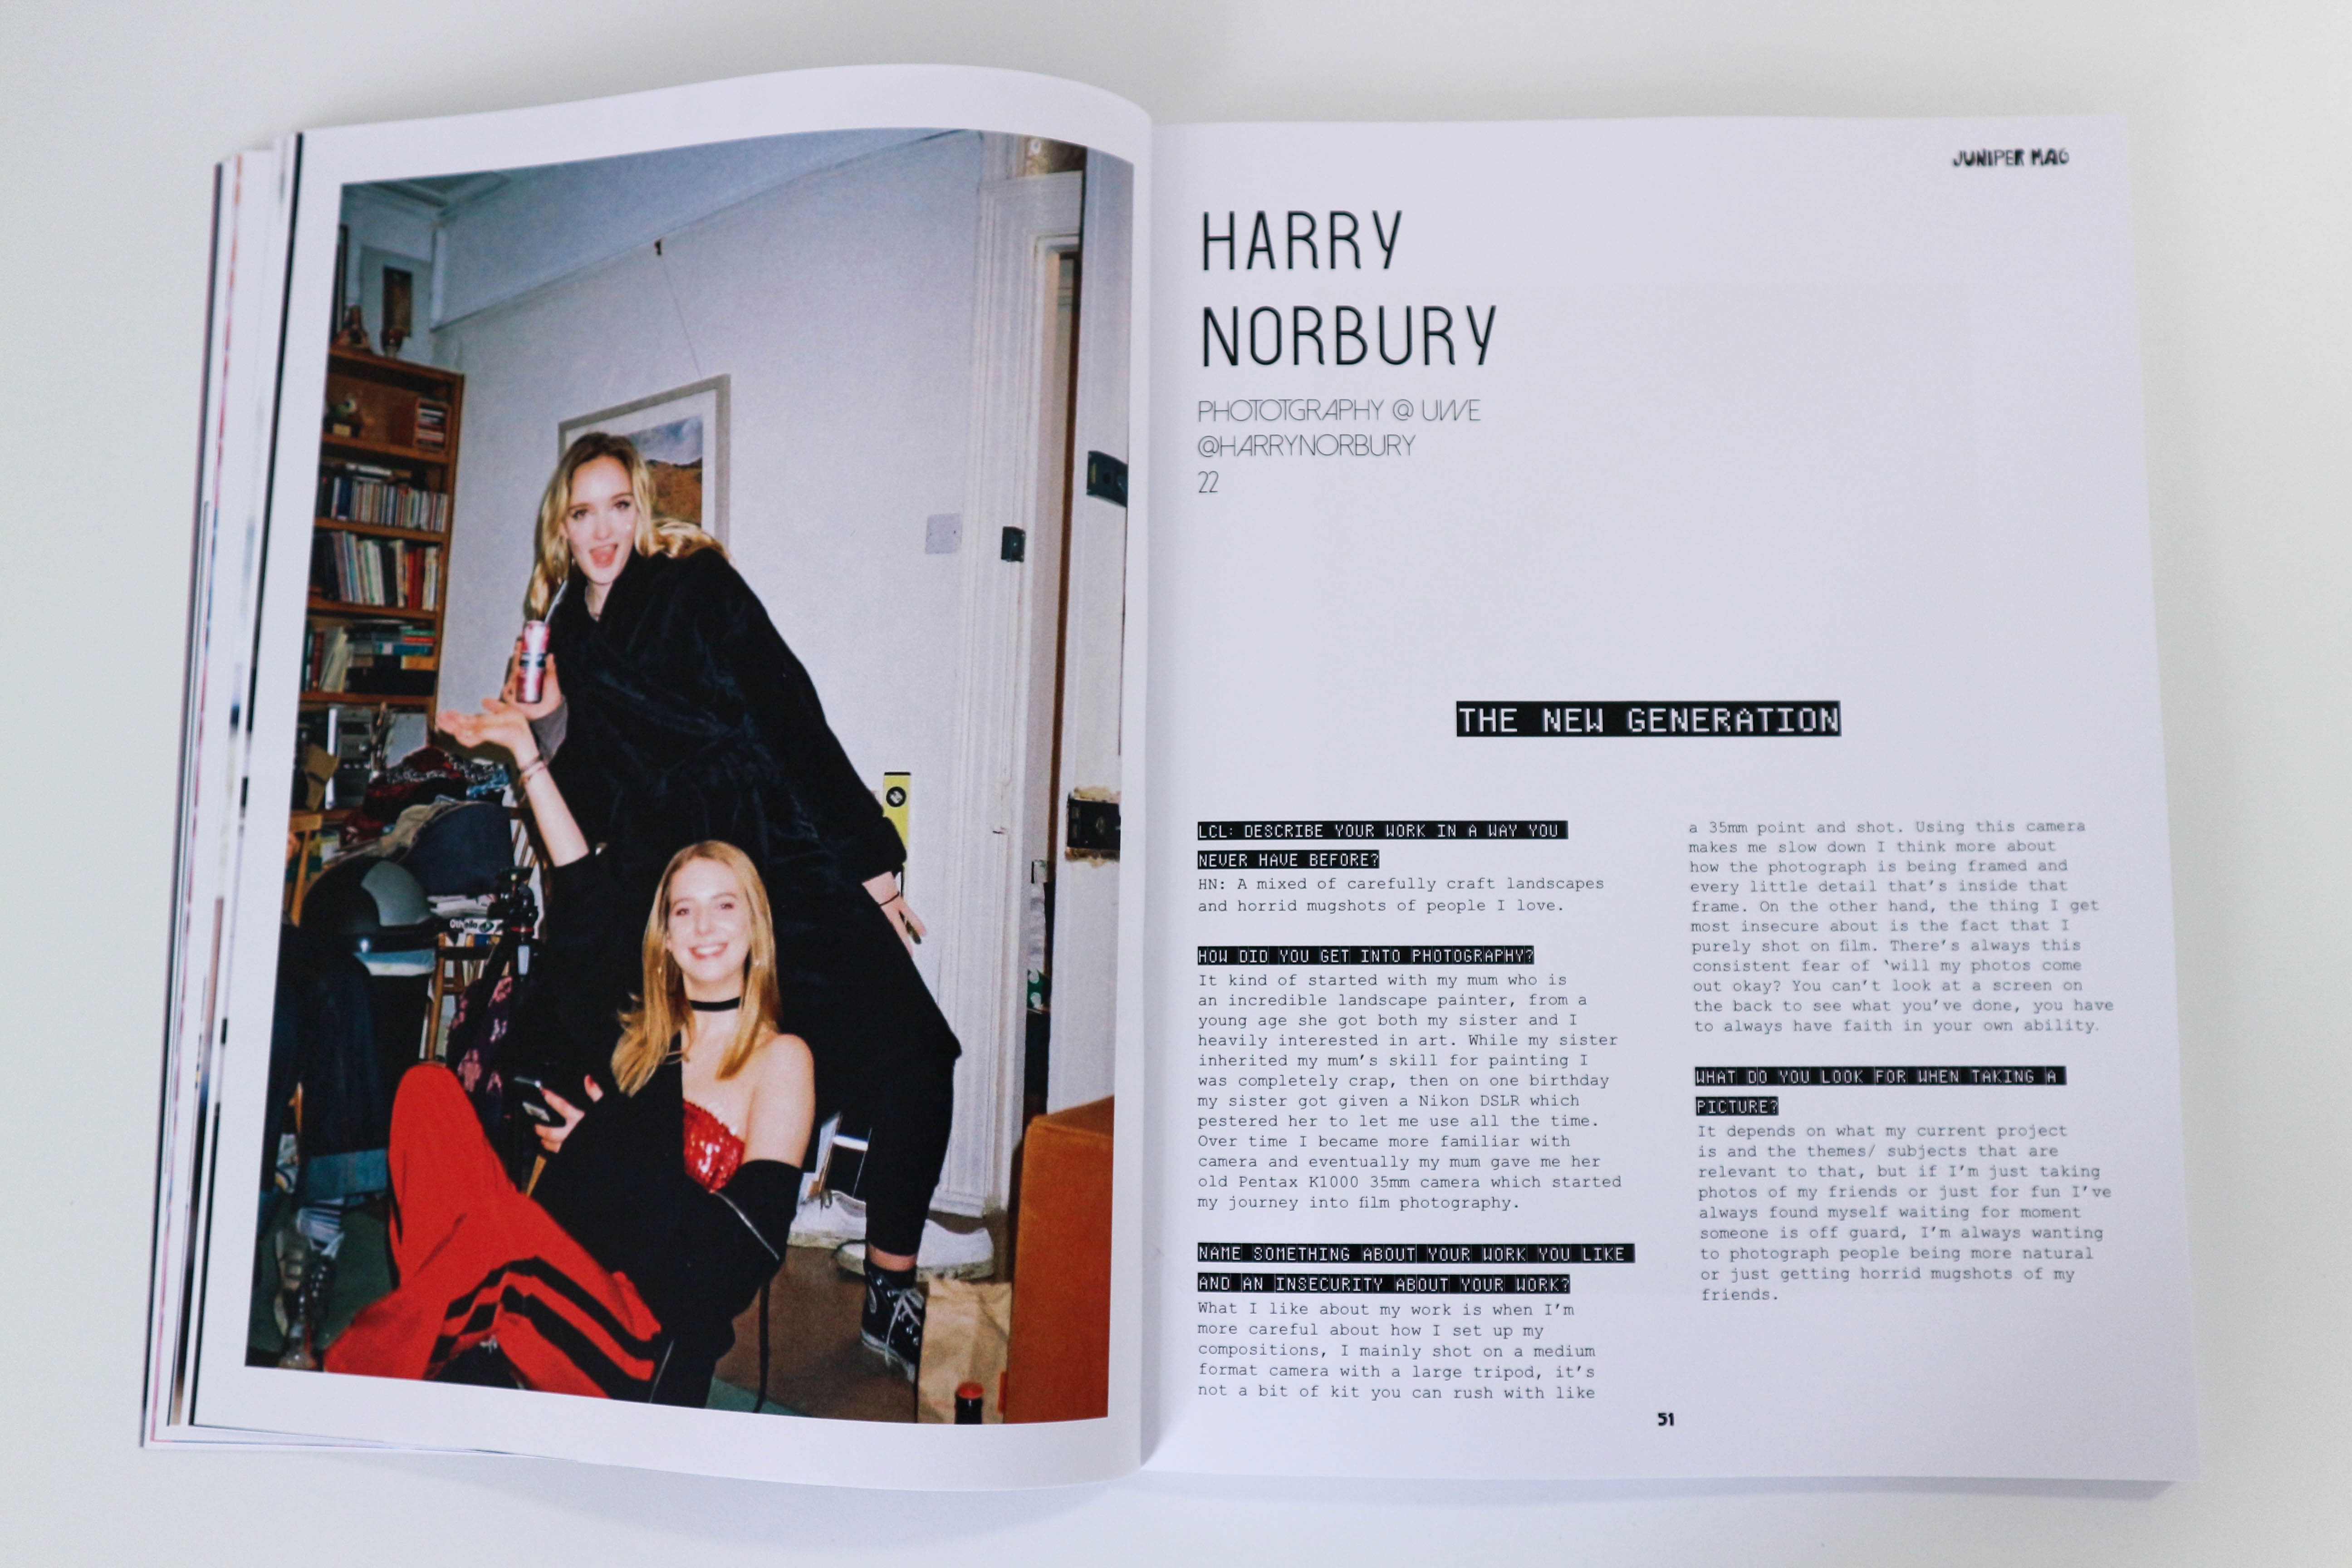 JUNIPER MAG
HARRY
NORBURY
PHOTOTGRAPHY @ UWE
@HARRYNORBURY
22
THE NEW GENERATION
LCL: DESCRIBE YOUR WORK IN A WAY YOU
NEVER HAVE BEFORE?
HN: A mixed of carefully craft landscapes
and horrid mugshots of people I love.
HOW DID YOU GET INTO PHOTOGRAPHY?
It kind of started with my mum who is
an incredible landscape painter, from a
young age she got both my sister and I
heavily interested in art. While my sister
inherited my mum's skill for painting I
was completely crap, then on one birthday
my sister got given a Nikon DSLR which
pestered her to let me use all the time.
Over time I became more familiar with
camera and eventually my mum gave me her
old Pentax K1000 35mm camera which started
my journey into film photography.
NAME SOMETHING ABOUT YOUR WORK YOU LIKE
AND AN INSECURITY ABOUT YOUR WORK?
What I like about my work is when I'm
more careful about how I set up my
compositions, I mainly shot on a medium
format camera with a large tripod, it's
not a bit of kit you can rush with like
a 35mm point and shot. Using this camera
makes me slow down I think more about
how the photograph is being framed and
every little detail that's inside that
frame. On the other hand, the thing I get
most insecure about is the fact that I
purely shot on film. There's always this
consistent fear of 'will my photos come
out okay? You can't look at a screen on
the back to see what you've done, you have
to always have faith in your own ability.
WHAT DO YOU LOOK FOR WHEN TAKING A
PICTURE?
It depends on what my current project
is and the themes/ subjects that are
relevant to that, but if I'm just taking
photos of my friends or just for fun I've
always found myself waiting for moment
someone is off guard, I'm always wanting
to photograph people being more natural
or just getting horrid mugshots of my
friends.
51
Othello